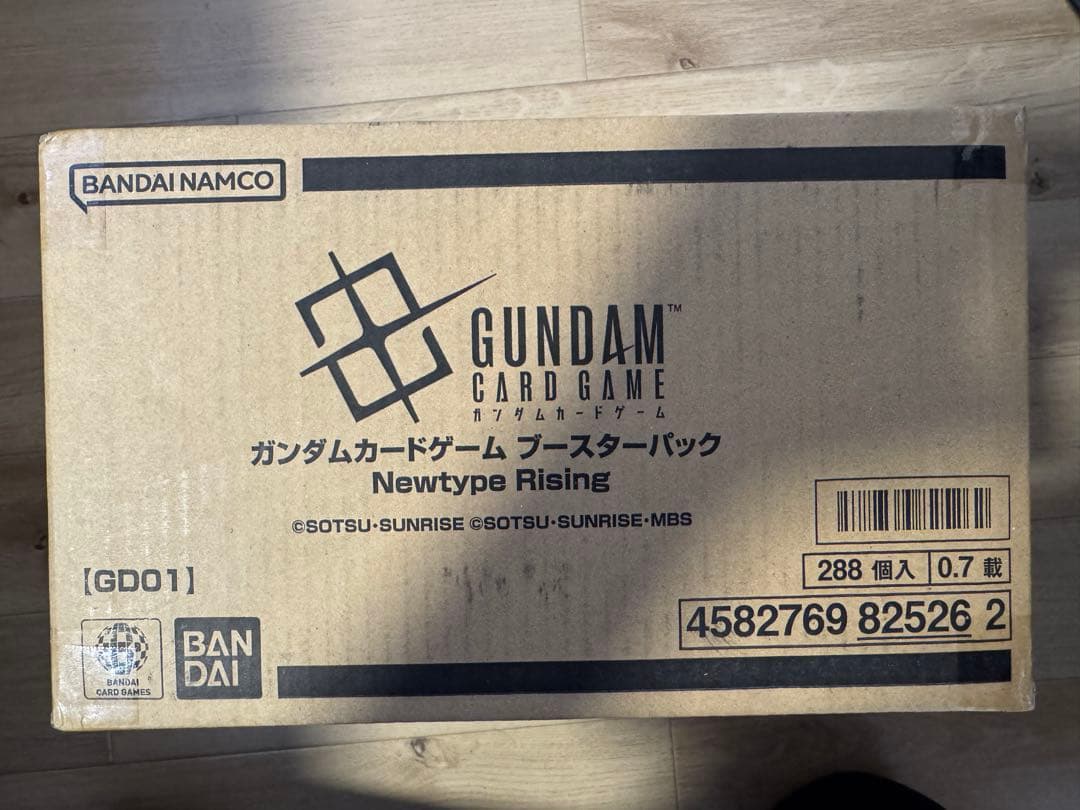 BANDAI NAMCO
GUNDAM™
CARD GAME
ガンダムカードゲーム
ガンダムカードゲーム ブースターパック
Newtype Rising
©SOTSU・SUNRISE ©SOTSU・SUNRISE・MBS
288 個入 0.7 載
【GD01】
4582769 82526 2
BANDAI
CARD GAMES
BAN
DAI